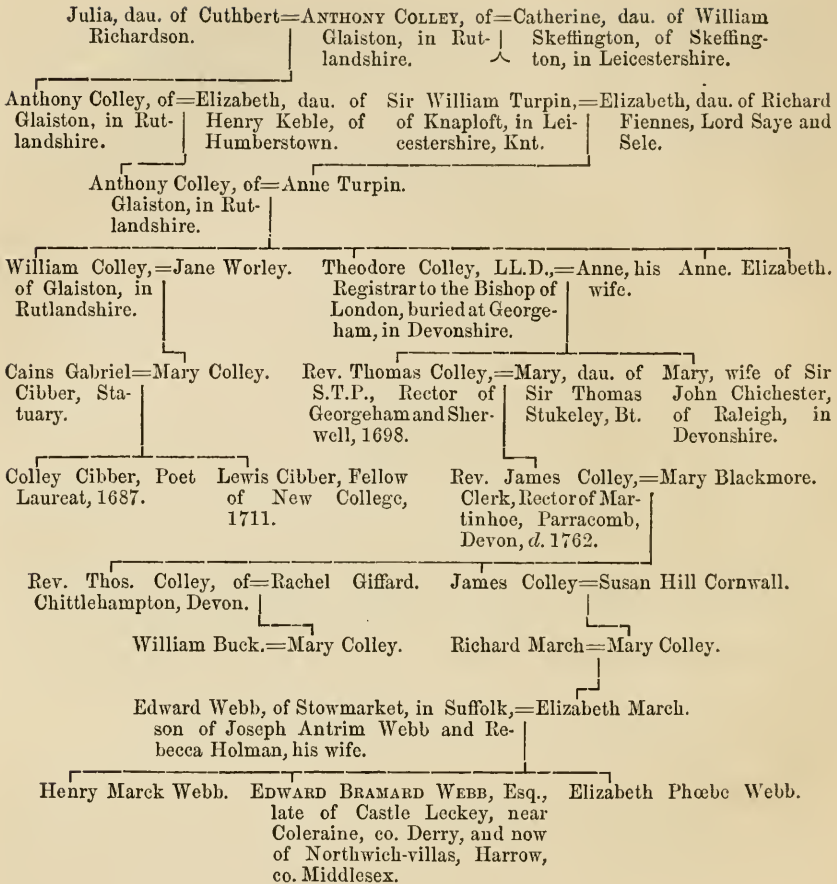 Julia, dau. of Cuthbert=ANTHONY COLLEY, of=Catherine, dau. of William
Richardson. Glaiston, in Rut- Skeffington, of Skeffing-
landshire. ton, in Leicestershire.
Anthony Colley, of=Elizabeth, dau. of Sir William Turpin,=Elizabeth, dau. of Richard
Glaiston, in Rut- Henry Keble, of of Knaploft, in Lei- Fiennes, Lord Saye and
landshire. Humberstown. cestershire, Knt. Sele.
Anthony Colley, of=Anne Turpin.
Glaiston, in Rut-
landshire.
William Colley,=Jane Worley. Theodore Colley, LL.D.,=Anne, his Anne. Elizabeth.
of Glaiston, in Registrar to the Bishop of wife.
Rutlandshire. London, buried at George-
ham, in Devonshire.
Cains Gabriel=Mary Colley. Rev. Thomas Colley,=Mary, dau. of Mary, wife of Sir
Cibber, Sta- S.T.P., Rector of Sir Thomas John Chichester,
tuary. Georgeham and Sher- Stukeley, Bt. of Raleigh, in
well, 1698. Devonshire.
Colley Cibber, Poet Lewis Cibber, Fellow Rev. James Colley,=Mary Blackmore.
Laureat, 1687. of New College, Clerk, Rector of Mar-
1711. tinhoe, Parracomb,
Devon, d. 1762.
Rev. Thos. Colley, of=Rachel Giffard. James Colley=Susan Hill Cornwall.
Chittlehampton, Devon.
William Buck.=Mary Colley. Richard March=Mary Colley.
Edward Webb, of Stowmarket, in Suffolk,=Elizabeth March.
son of Joseph Antrim Webb and Re-
becca Holman, his wife.
Henry Marck Webb. EDWARD BRAMARD WEBB, Esq., Elizabeth Phœbe Webb.
late of Castle Leckey, near
Coleraine, co. Derry, and now
of Northwich-villas, Harrow,
co. Middlesex.